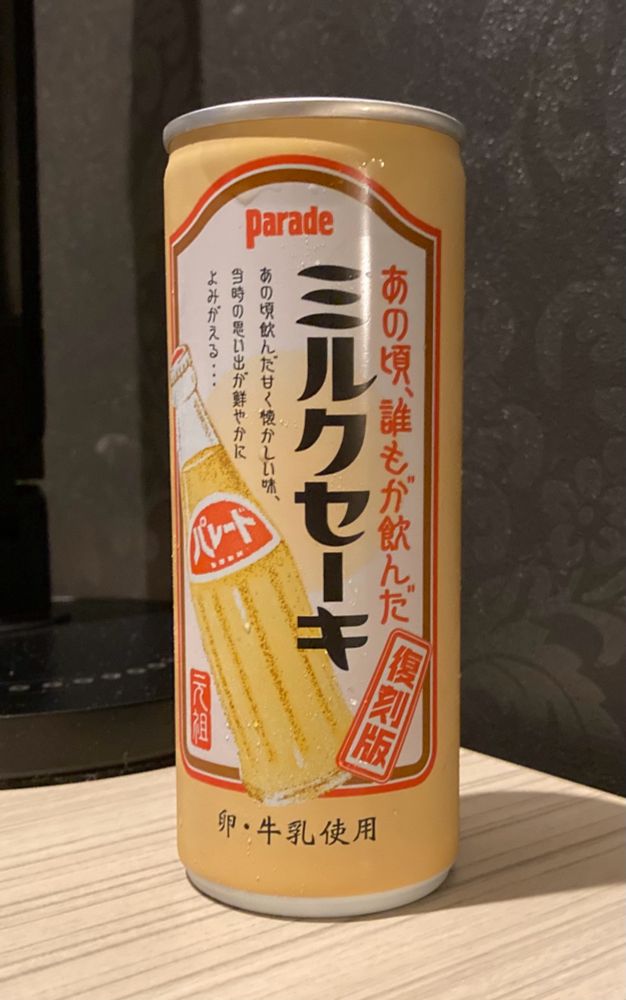 Parade
あの頃、誰もが飲んだ
ミルクセーキ
あの頃飲んだ甘く懐かしい味、
当時の思い出が鮮やかに
よみがえる…
パレード
復刻版
元祖
卵・牛乳使用